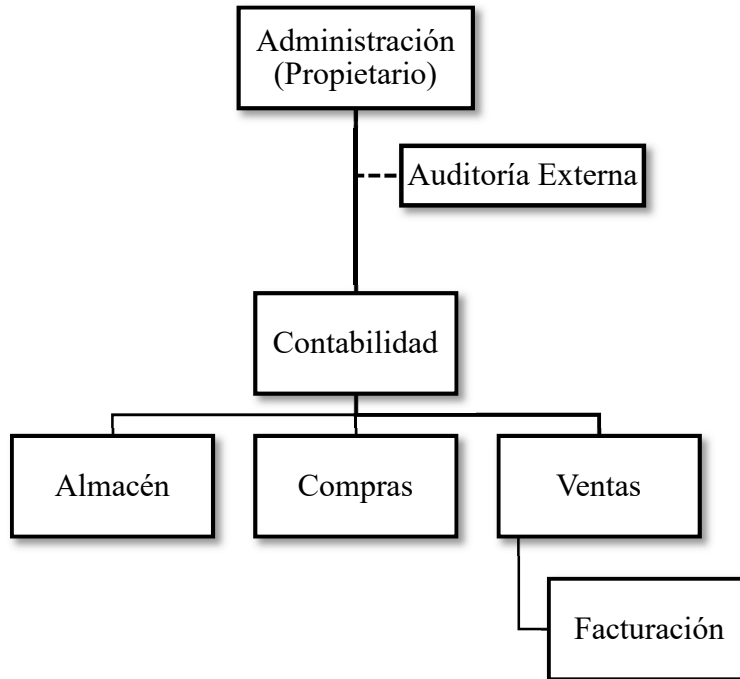 Administración
(Propietario)
Auditoría Externa
Contabilidad
Almacén
Compras
Ventas
Facturación